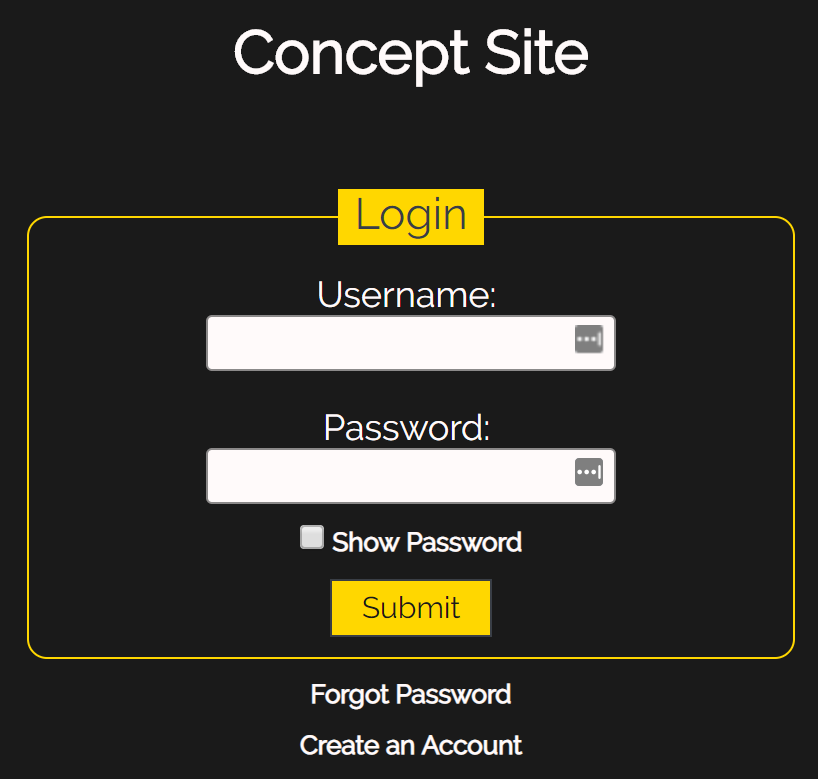 Concept Site
Login
Username:
Password:
Show Password
Submit
Forgot Password
Create an Account